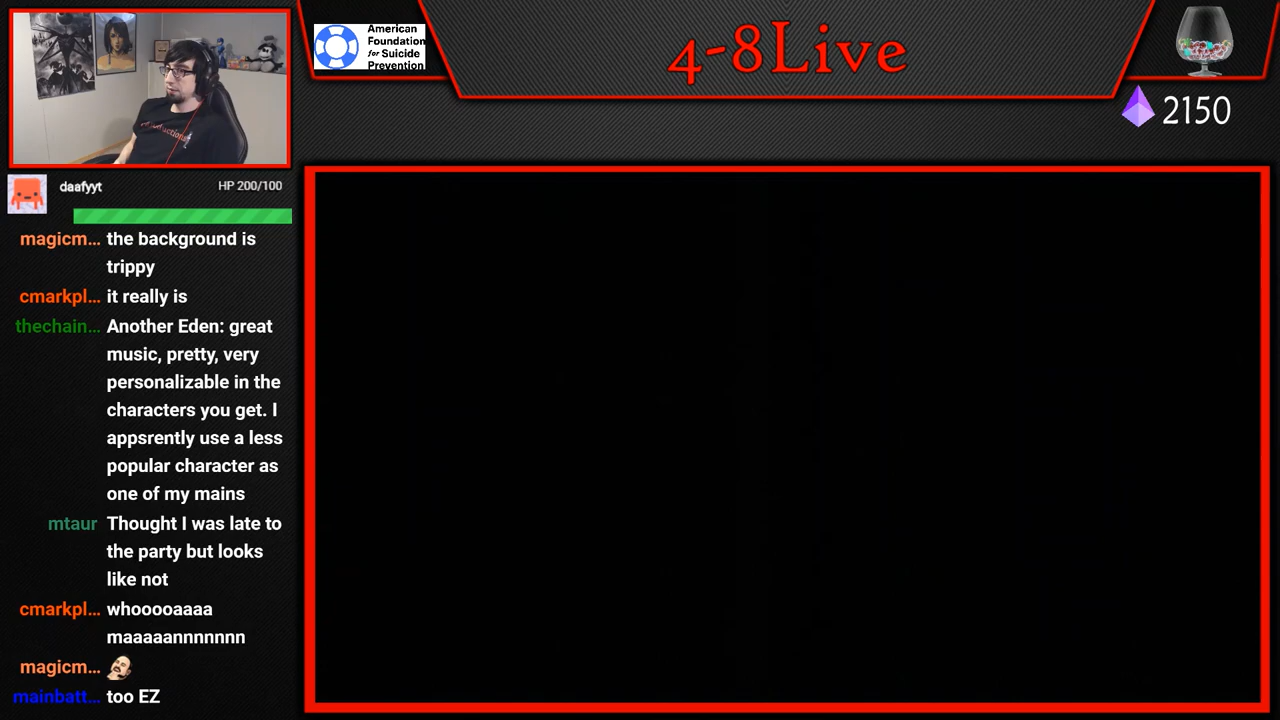 American
Foundation
for Suicide
Prevention
4-8Live
2150
daafyyt
HP 200/100
magicm... the background is
trippy
cmarkpl... it really is
thechain... Another Eden: great
music, pretty, very
personalizable in the
characters you get. I
appsrently use a less
popular character as
one of my mains
mtaur Thought I was late to
the party but looks
like not
cmarkpl... whooooaaaa
maaaaannnnnnn
magicm...
mainbatt... too EZ